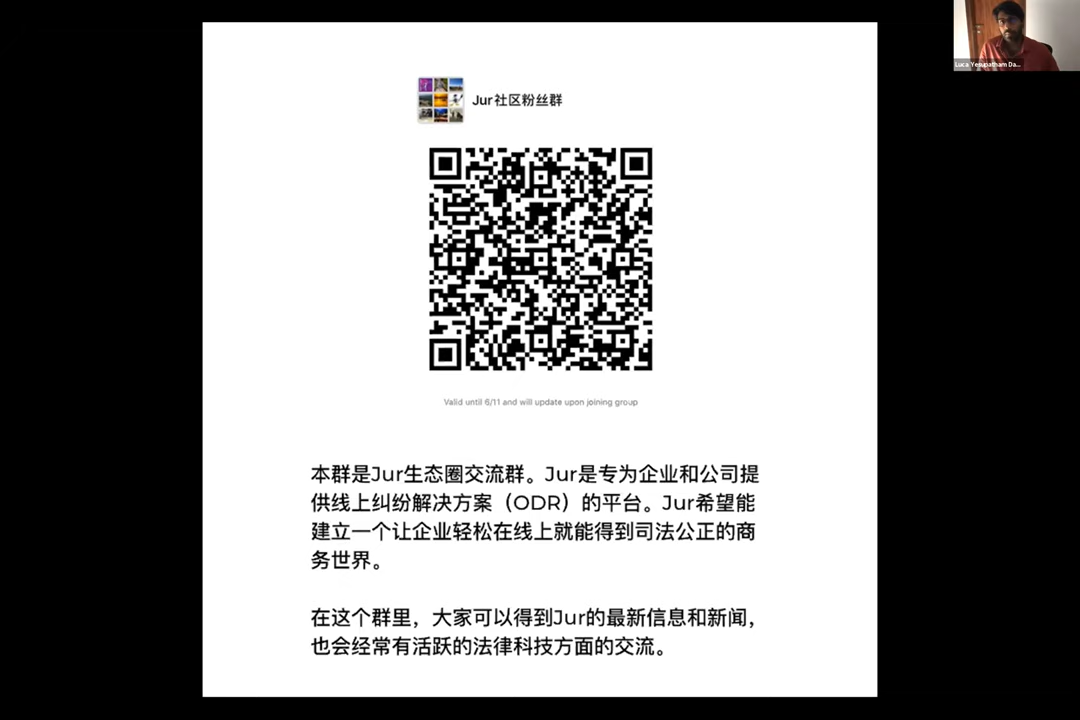 Jur社区粉丝群
Luca Yesupatham Da...
Valid until 6/11 and will update upon joining group
本群是Jur生态圈交流群。Jur是专为企业和公司提
供线上纠纷解决方案（ODR）的平台。Jur希望能
建立一个让企业轻松在线上就能得到司法公正的商
务世界。
在这个群里，大家可以得到Jur的最新信息和新闻，
也会经常有活跃的法律科技方面的交流。